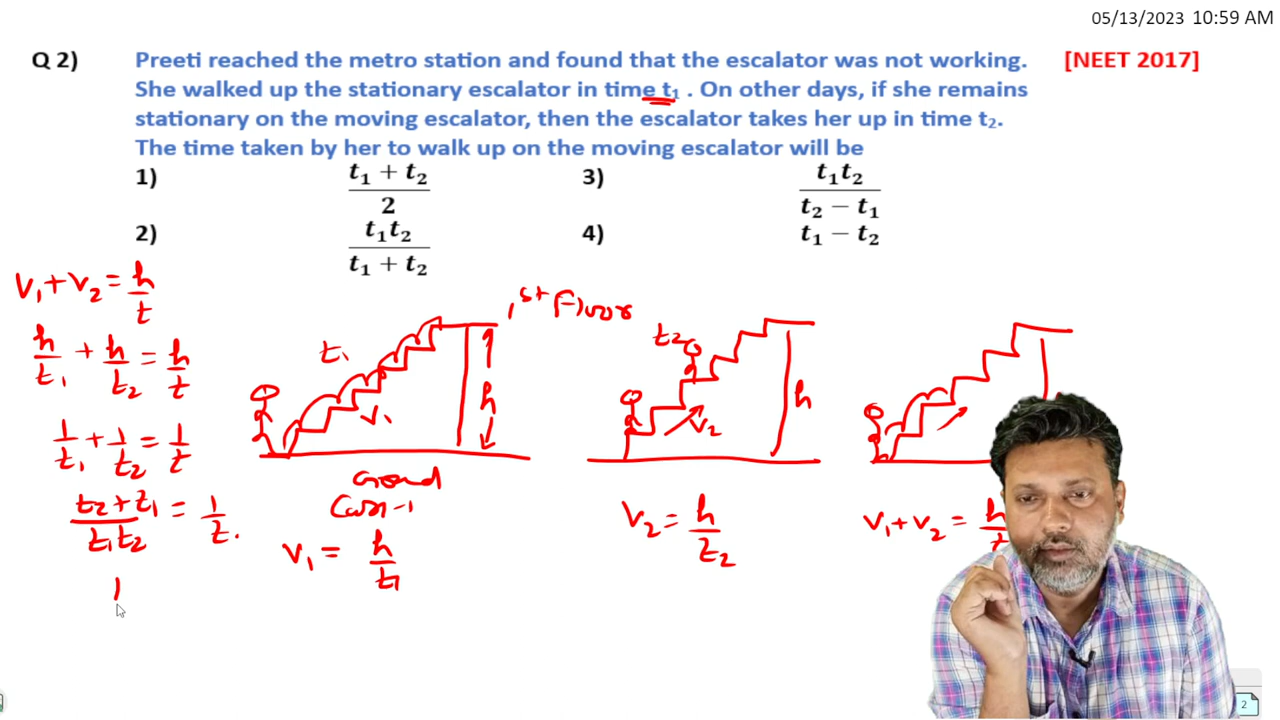 05/13/2023 10:59 AM
Q 2) Preeti reached the metro station and found that the escalator was not working. [NEET 2017]
She walked up the stationary escalator in time t₁ . On other days, if she remains
stationary on the moving escalator, then the escalator takes her up in time t₂.
The time taken by her to walk up on the moving escalator will be
1) (t₁ + t₂)/2 3) t₁t₂/(t₂ − t₁)
2) t₁t₂/(t₁ + t₂) 4) t₁ − t₂
V₁+V₂ = h/t
h/t₁ + h/t₂ = h/t
1/t₁ + 1/t₂ = 1/t
(t₂+t₁)/(t₁t₂) = 1/t.
1st Floor
t₁
V₁
h
Ground
V₁ = h/t₁
t₂
V₂
h
V₂ = h/t₂
V₁+V₂ = h/t
2